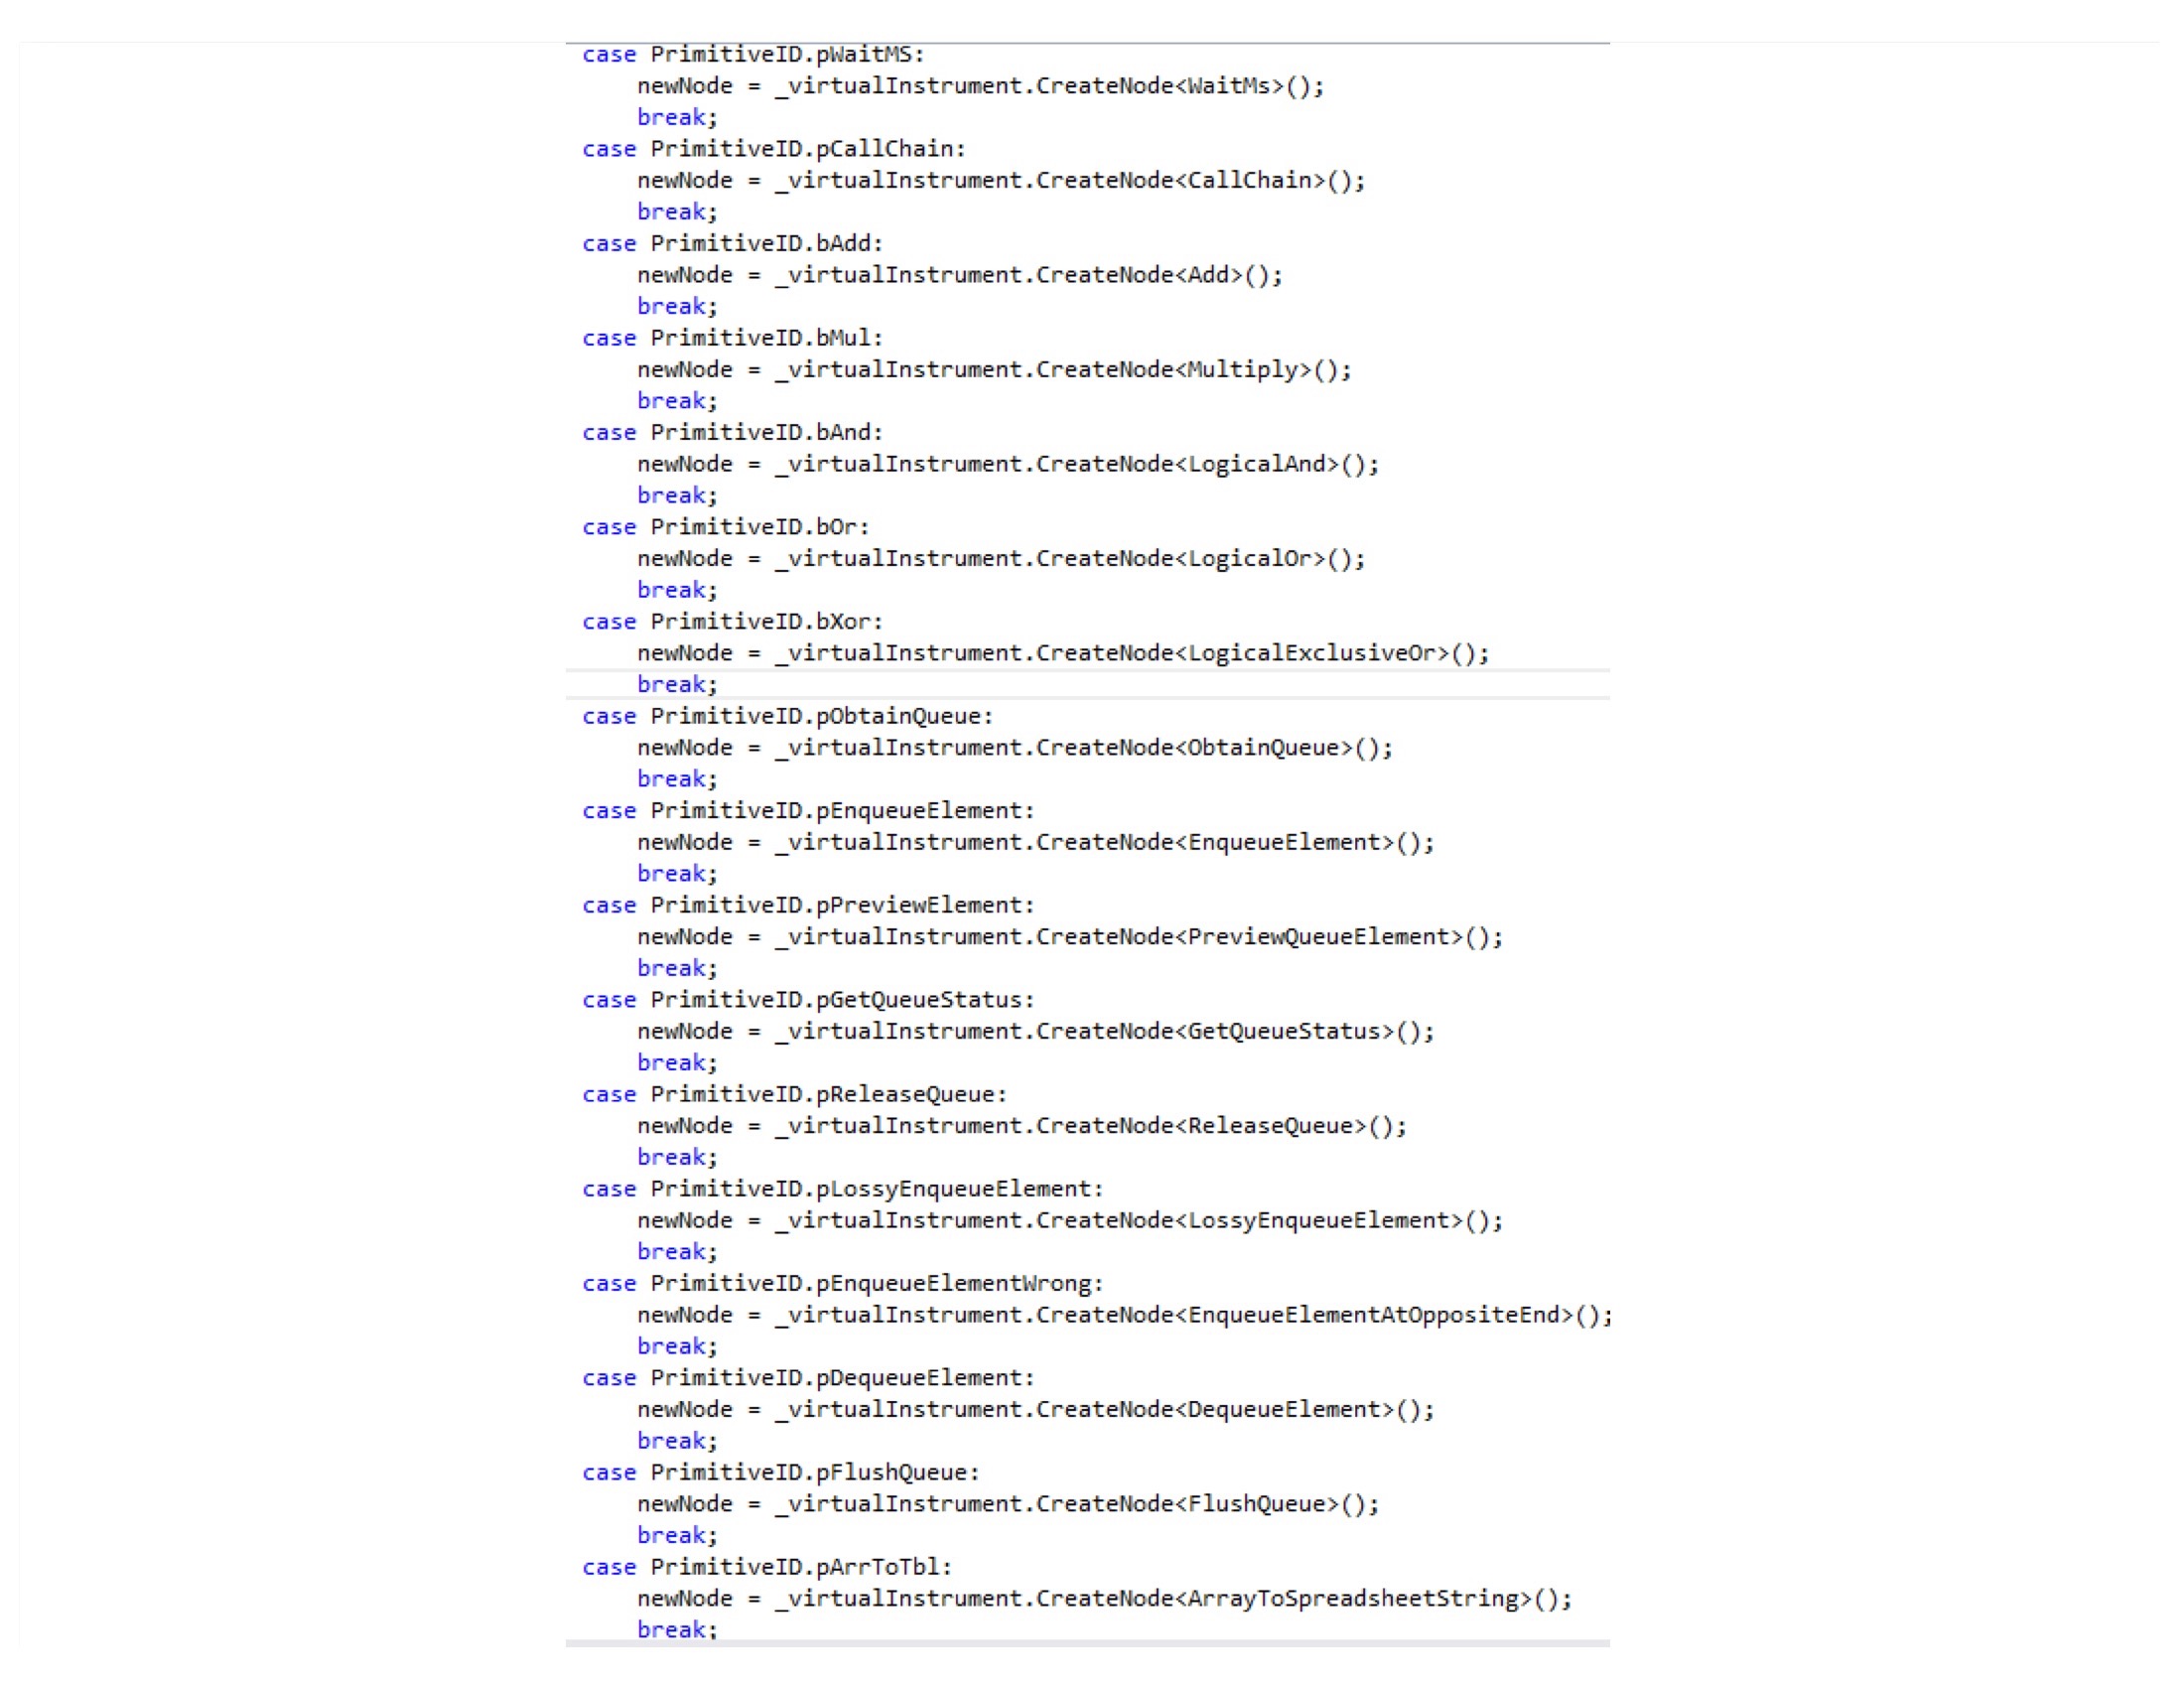 case PrimitiveID.pWaitMS:
newNode = _virtualInstrument.CreateNode<WaitMs>();
break;
case PrimitiveID.pCallChain:
newNode = _virtualInstrument.CreateNode<CallChain>();
break;
case PrimitiveID.bAdd:
newNode = _virtualInstrument.CreateNode<Add>();
break;
case PrimitiveID.bMul:
newNode = _virtualInstrument.CreateNode<Multiply>();
break;
case PrimitiveID.bAnd:
newNode = _virtualInstrument.CreateNode<LogicalAnd>();
break;
case PrimitiveID.bOr:
newNode = _virtualInstrument.CreateNode<LogicalOr>();
break;
case PrimitiveID.bXor:
newNode = _virtualInstrument.CreateNode<LogicalExclusiveOr>();
break;
case PrimitiveID.pObtainQueue:
newNode = _virtualInstrument.CreateNode<ObtainQueue>();
break;
case PrimitiveID.pEnqueueElement:
newNode = _virtualInstrument.CreateNode<EnqueueElement>();
break;
case PrimitiveID.pPreviewElement:
newNode = _virtualInstrument.CreateNode<PreviewQueueElement>();
break;
case PrimitiveID.pGetQueueStatus:
newNode = _virtualInstrument.CreateNode<GetQueueStatus>();
break;
case PrimitiveID.pReleaseQueue:
newNode = _virtualInstrument.CreateNode<ReleaseQueue>();
break;
case PrimitiveID.pLossyEnqueueElement:
newNode = _virtualInstrument.CreateNode<LossyEnqueueElement>();
break;
case PrimitiveID.pEnqueueElementWrong:
newNode = _virtualInstrument.CreateNode<EnqueueElementAtOppositeEnd>();
break;
case PrimitiveID.pDequeueElement:
newNode = _virtualInstrument.CreateNode<DequeueElement>();
break;
case PrimitiveID.pFlushQueue:
newNode = _virtualInstrument.CreateNode<FlushQueue>();
break;
case PrimitiveID.pArrToTbl:
newNode = _virtualInstrument.CreateNode<ArrayToSpreadsheetString>();
break;